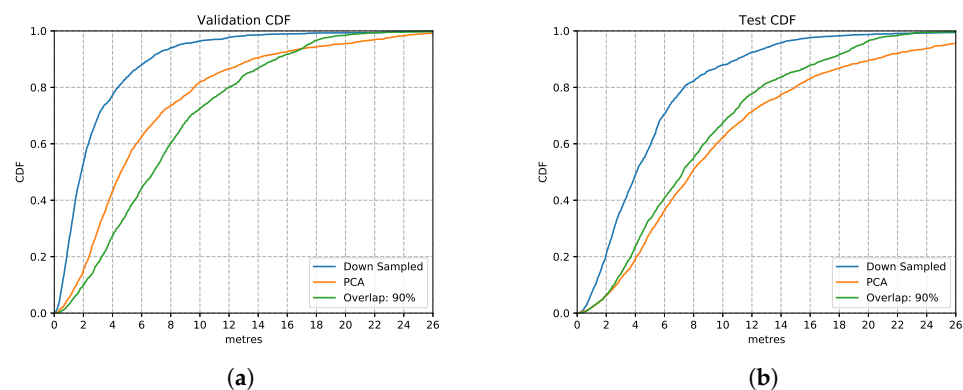 Validation CDF
CDF
1.0
0.8
0.6
0.4
0.2
0.0
Down Sampled
PCA
Overlap: 90%
0 2 4 6 8 10 12 14 16 18 20 22 24 26
metres
(a)
Test CDF
CDF
1.0
0.8
0.6
0.4
0.2
0.0
Down Sampled
PCA
Overlap: 90%
0 2 4 6 8 10 12 14 16 18 20 22 24 26
metres
(b)